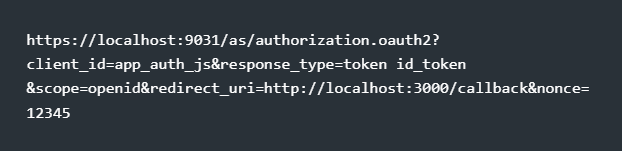 https://localhost:9031/as/authorization.oauth2?
client_id=app_auth_js&response_type=token id_token
&scope=openid&redirect_uri=http://localhost:3000/callback&nonce=
12345